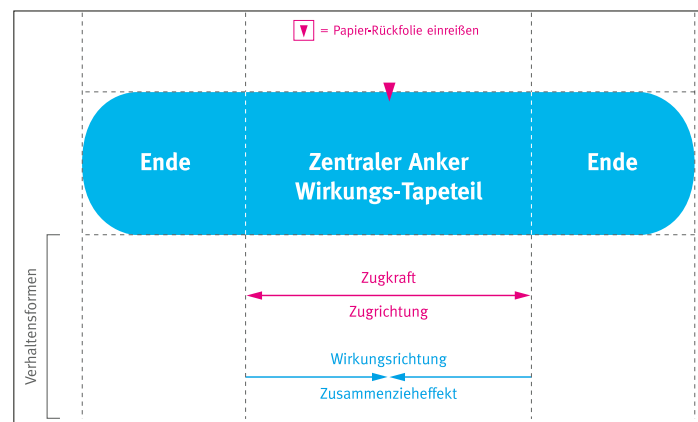 = Papier-Rückfolie einreißen
Ende
Zentraler Anker
Wirkungs-Tapeteil
Ende
Verhaltensformen
Zugkraft
Zugrichtung
Wirkungsrichtung
Zusammenzieheffekt